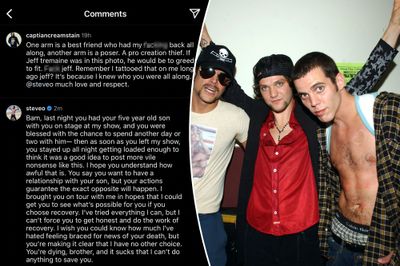 Comments
captiancreamstain 19h
One arm is a best friend who had my back all
along, another arm is a poser. A pro creation thief. If
Jeff tremaine was in this photo, he would be to greed
to fit. jeff. Remember I tattooed that on me long
ago jeff? It's because I knew who you were all along,
@steveo much love and respect.
steveo 2m
Bam, last night you had your five year old son
with you on stage at my show, and you were
blessed with the chance to spend another day or
two with him— then as soon as you left my show,
you stayed up all night getting loaded enough to
think it was a good idea to post more vile
nonsense like this. I hope you understand how
awful that is. You say you want to have a
relationship with your son, but your actions
guarantee the exact opposite will happen. I
brought you on tour with me in hopes that I could
get you to see what's possible for you if you
choose recovery. I've tried everything I can, but I
can't force you to get honest and do the work of
recovery. I wish you could know how much I've
hated feeling braced for news of your death, but
you're making it clear that I have no other choice.
You're dying, brother, and it sucks that I can't do
anything to save you.